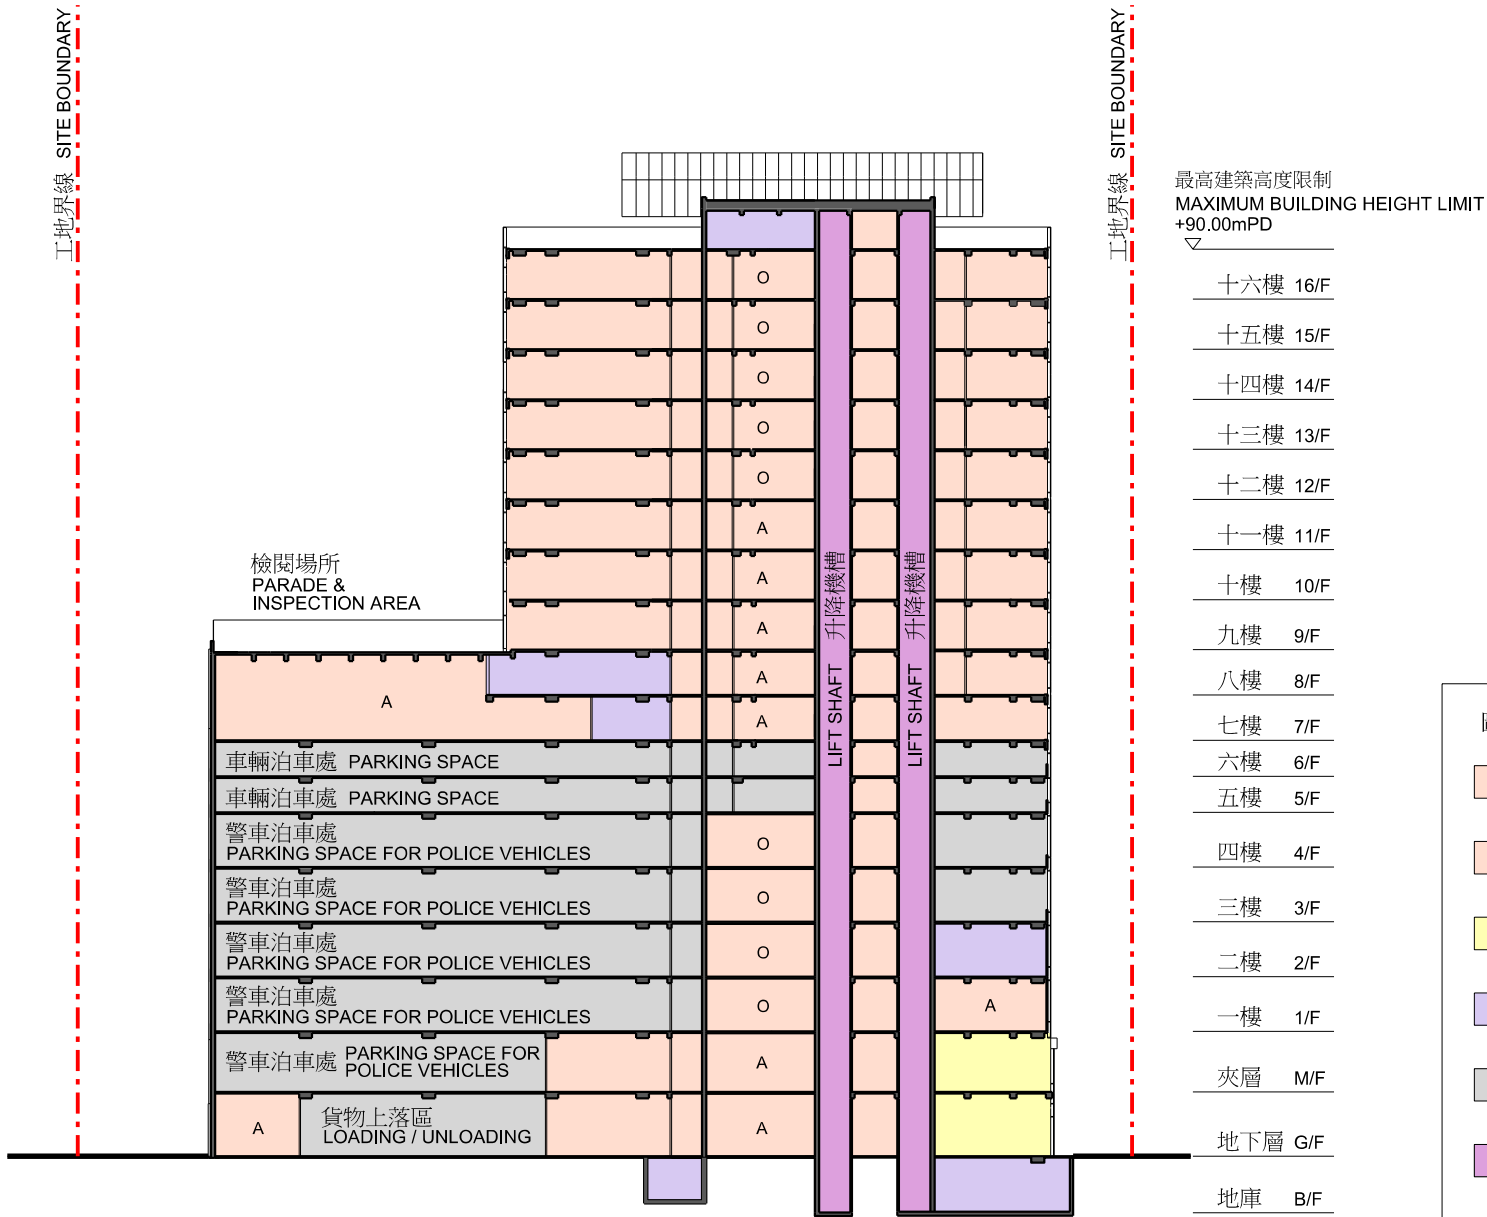 工地界線 SITE BOUNDARY
工地界線 SITE BOUNDARY
最高建築高度限制
MAXIMUM BUILDING HEIGHT LIMIT
+90.00mPD
O
十六樓 16/F
O
十五樓 15/F
O
十四樓 14/F
O
十三樓 13/F
O
十二樓 12/F
A
十一樓 11/F
檢閱場所
PARADE &
INSPECTION AREA
A
十樓 10/F
A
九樓 9/F
升降機槽 LIFT SHAFT
升降機槽 LIFT SHAFT
A
八樓 8/F
A
A
七樓 7/F
車輛泊車處 PARKING SPACE
六樓 6/F
車輛泊車處 PARKING SPACE
五樓 5/F
警車泊車處
PARKING SPACE FOR POLICE VEHICLES
O
四樓 4/F
警車泊車處
PARKING SPACE FOR POLICE VEHICLES
O
三樓 3/F
警車泊車處
PARKING SPACE FOR POLICE VEHICLES
O
二樓 2/F
警車泊車處
PARKING SPACE FOR POLICE VEHICLES
O
A
一樓 1/F
警車泊車處 PARKING SPACE FOR
POLICE VEHICLES
A
夾層 M/F
A
貨物上落區
LOADING / UNLOADING
A
地下層 G/F
地庫 B/F